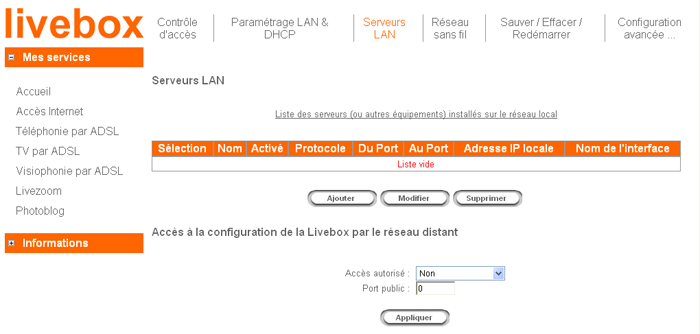 livebox
Contrôle d'accès
Paramétrage LAN & DHCP
Serveurs LAN
Réseau sans fil
Sauver / Effacer / Redémarrer
Configuration avancée ...
Mes services
Accueil
Accès Internet
Téléphonie par ADSL
TV par ADSL
Visiophonie par ADSL
Livezoom
Photoblog
Informations
Serveurs LAN
Liste des serveurs (ou autres équipements) installés sur le réseau local
Sélection Nom Activé Protocole Du Port Au Port Adresse IP locale Nom de l'interface
Liste vide
Ajouter Modifier Supprimer
Accès à la configuration de la Livebox par le réseau distant
Accès autorisé : Non
Port public : 0
Appliquer